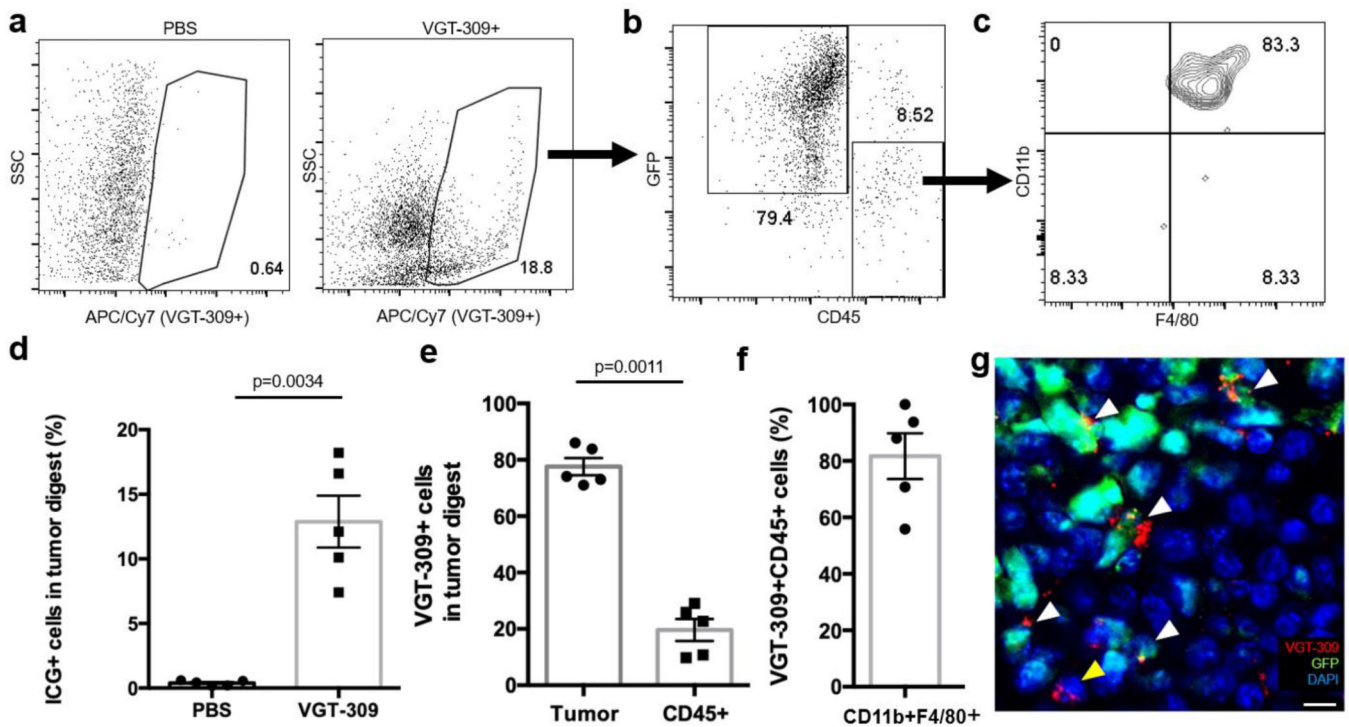 a
PBS
SSC
0.64
APC/Cy7 (VGT-309+)
VGT-309+
SSC
18.8
APC/Cy7 (VGT-309+)
b
GFP
8.52
79.4
CD45
c
0
83.3
CD11b
8.33
8.33
F4/80
d
p=0.0034
ICG+ cells in tumor digest (%)
20
15
10
5
0
PBS
VGT-309
e
p=0.0011
VGT-309+ cells
in tumor digest
100
80
60
40
20
0
Tumor
CD45+
f
VGT-309+CD45+ cells (%)
100
80
60
40
20
0
CD11b+F4/80+
g
VGT-309
GFP
DAPI